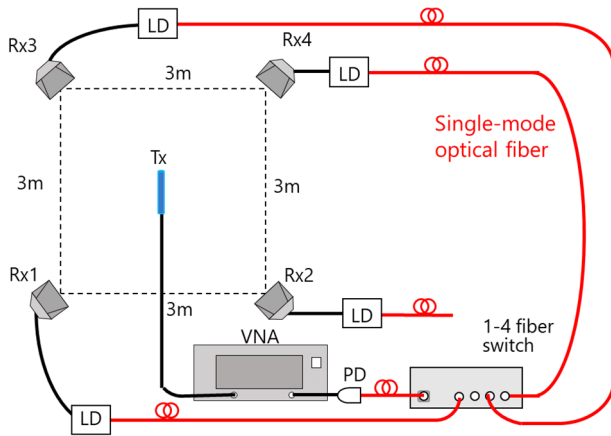 LD
Rx3
Rx4
3m
LD
Single-mode
optical fiber
Tx
3m
3m
Rx1
Rx2
3m
LD
VNA
1-4 fiber
switch
PD
LD